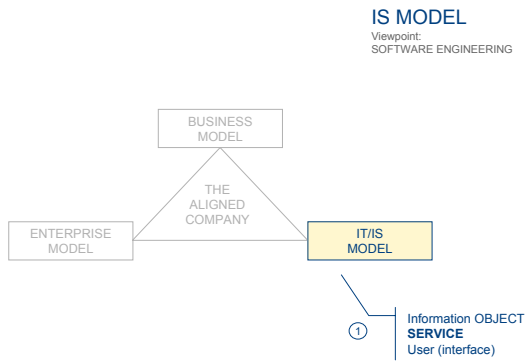 IS MODEL
Viewpoint:
SOFTWARE ENGINEERING
BUSINESS
MODEL
THE
ALIGNED
COMPANY
ENTERPRISE
MODEL
IT/IS
MODEL
1
Information OBJECT
SERVICE
User (interface)